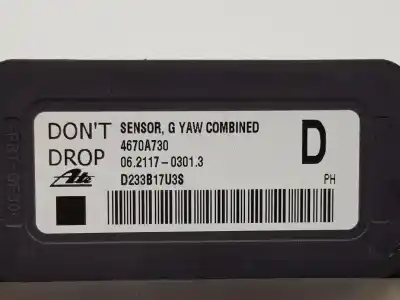 DON'T DROP
Ate
SENSOR, G YAW COMBINED
4670A730
06.2117-0301.3
D233B17U3S
D
PH